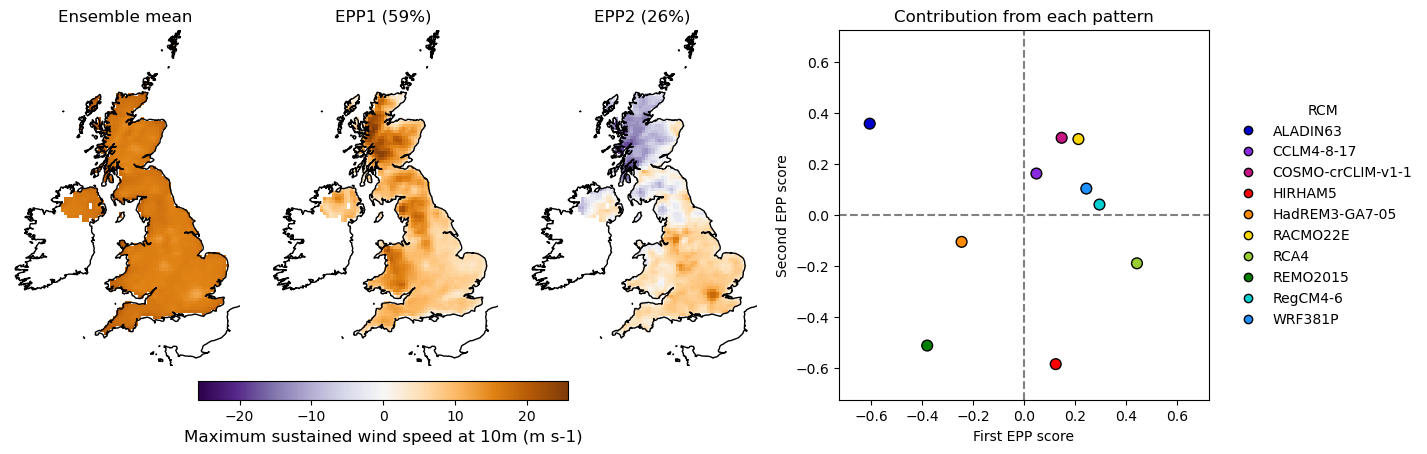 Ensemble mean
EPP1 (59%)
EPP2 (26%)
Contribution from each pattern
−20
−10
0
10
20
Maximum sustained wind speed at 10m (m s-1)
Second EPP score
0.6
0.4
0.2
0.0
−0.2
−0.4
−0.6
−0.6
−0.4
−0.2
0.0
0.2
0.4
0.6
First EPP score
RCM
ALADIN63
CCLM4-8-17
COSMO-crCLIM-v1-1
HIRHAM5
HadREM3-GA7-05
RACMO22E
RCA4
REMO2015
RegCM4-6
WRF381P